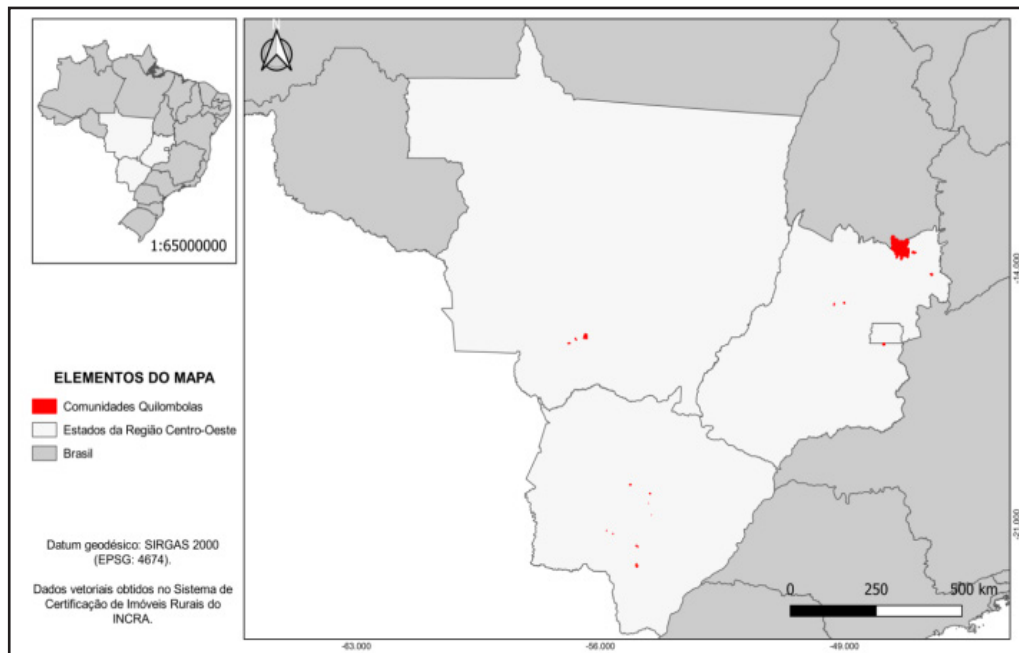 N
1:65000000
ELEMENTOS DO MAPA
Comunidades Quilombolas
Estados da Região Centro-Oeste
Brasil
Datum geodésico: SIRGAS 2000
(EPSG: 4674).
Dados vetoriais obtidos no Sistema de
Certificação de Imóveis Rurais do
INCRA.
-14.000
-21.000
0 250 500 km
-63.000 -56.000 -49.000